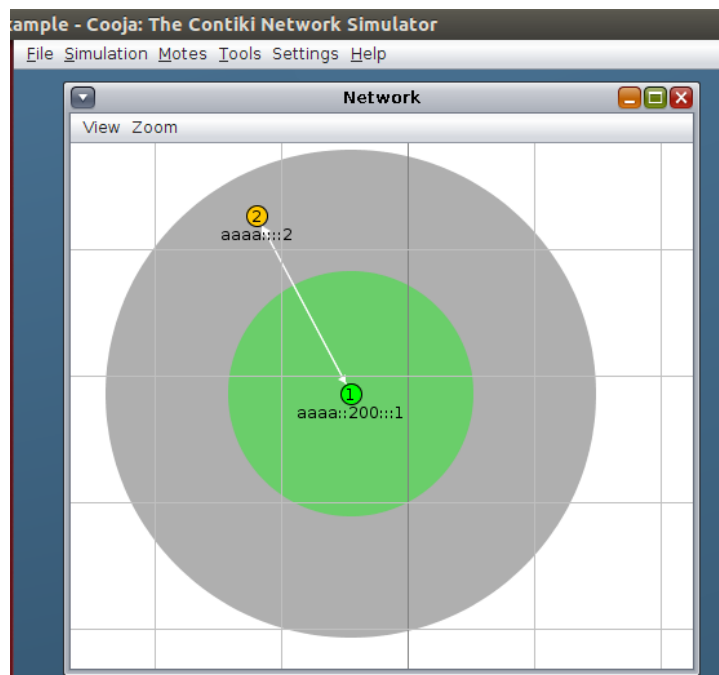 ample - Cooja: The Contiki Network Simulator
File Simulation Motes Tools Settings Help
Network
View Zoom
2
aaaa::::2
1
aaaa::200:::1